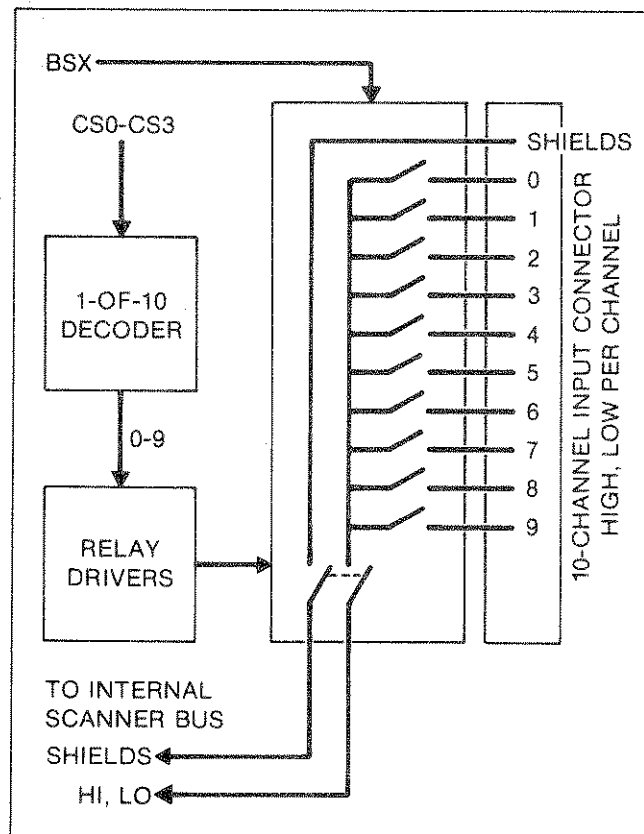 BSX
CS0-CS3
1-OF-10
DECODER
0-9
RELAY
DRIVERS
SHIELDS
0
1
2
3
4
5
6
7
8
9
10-CHANNEL INPUT CONNECTOR
HIGH, LOW PER CHANNEL
TO INTERNAL
SCANNER BUS
SHIELDS
HI, LO